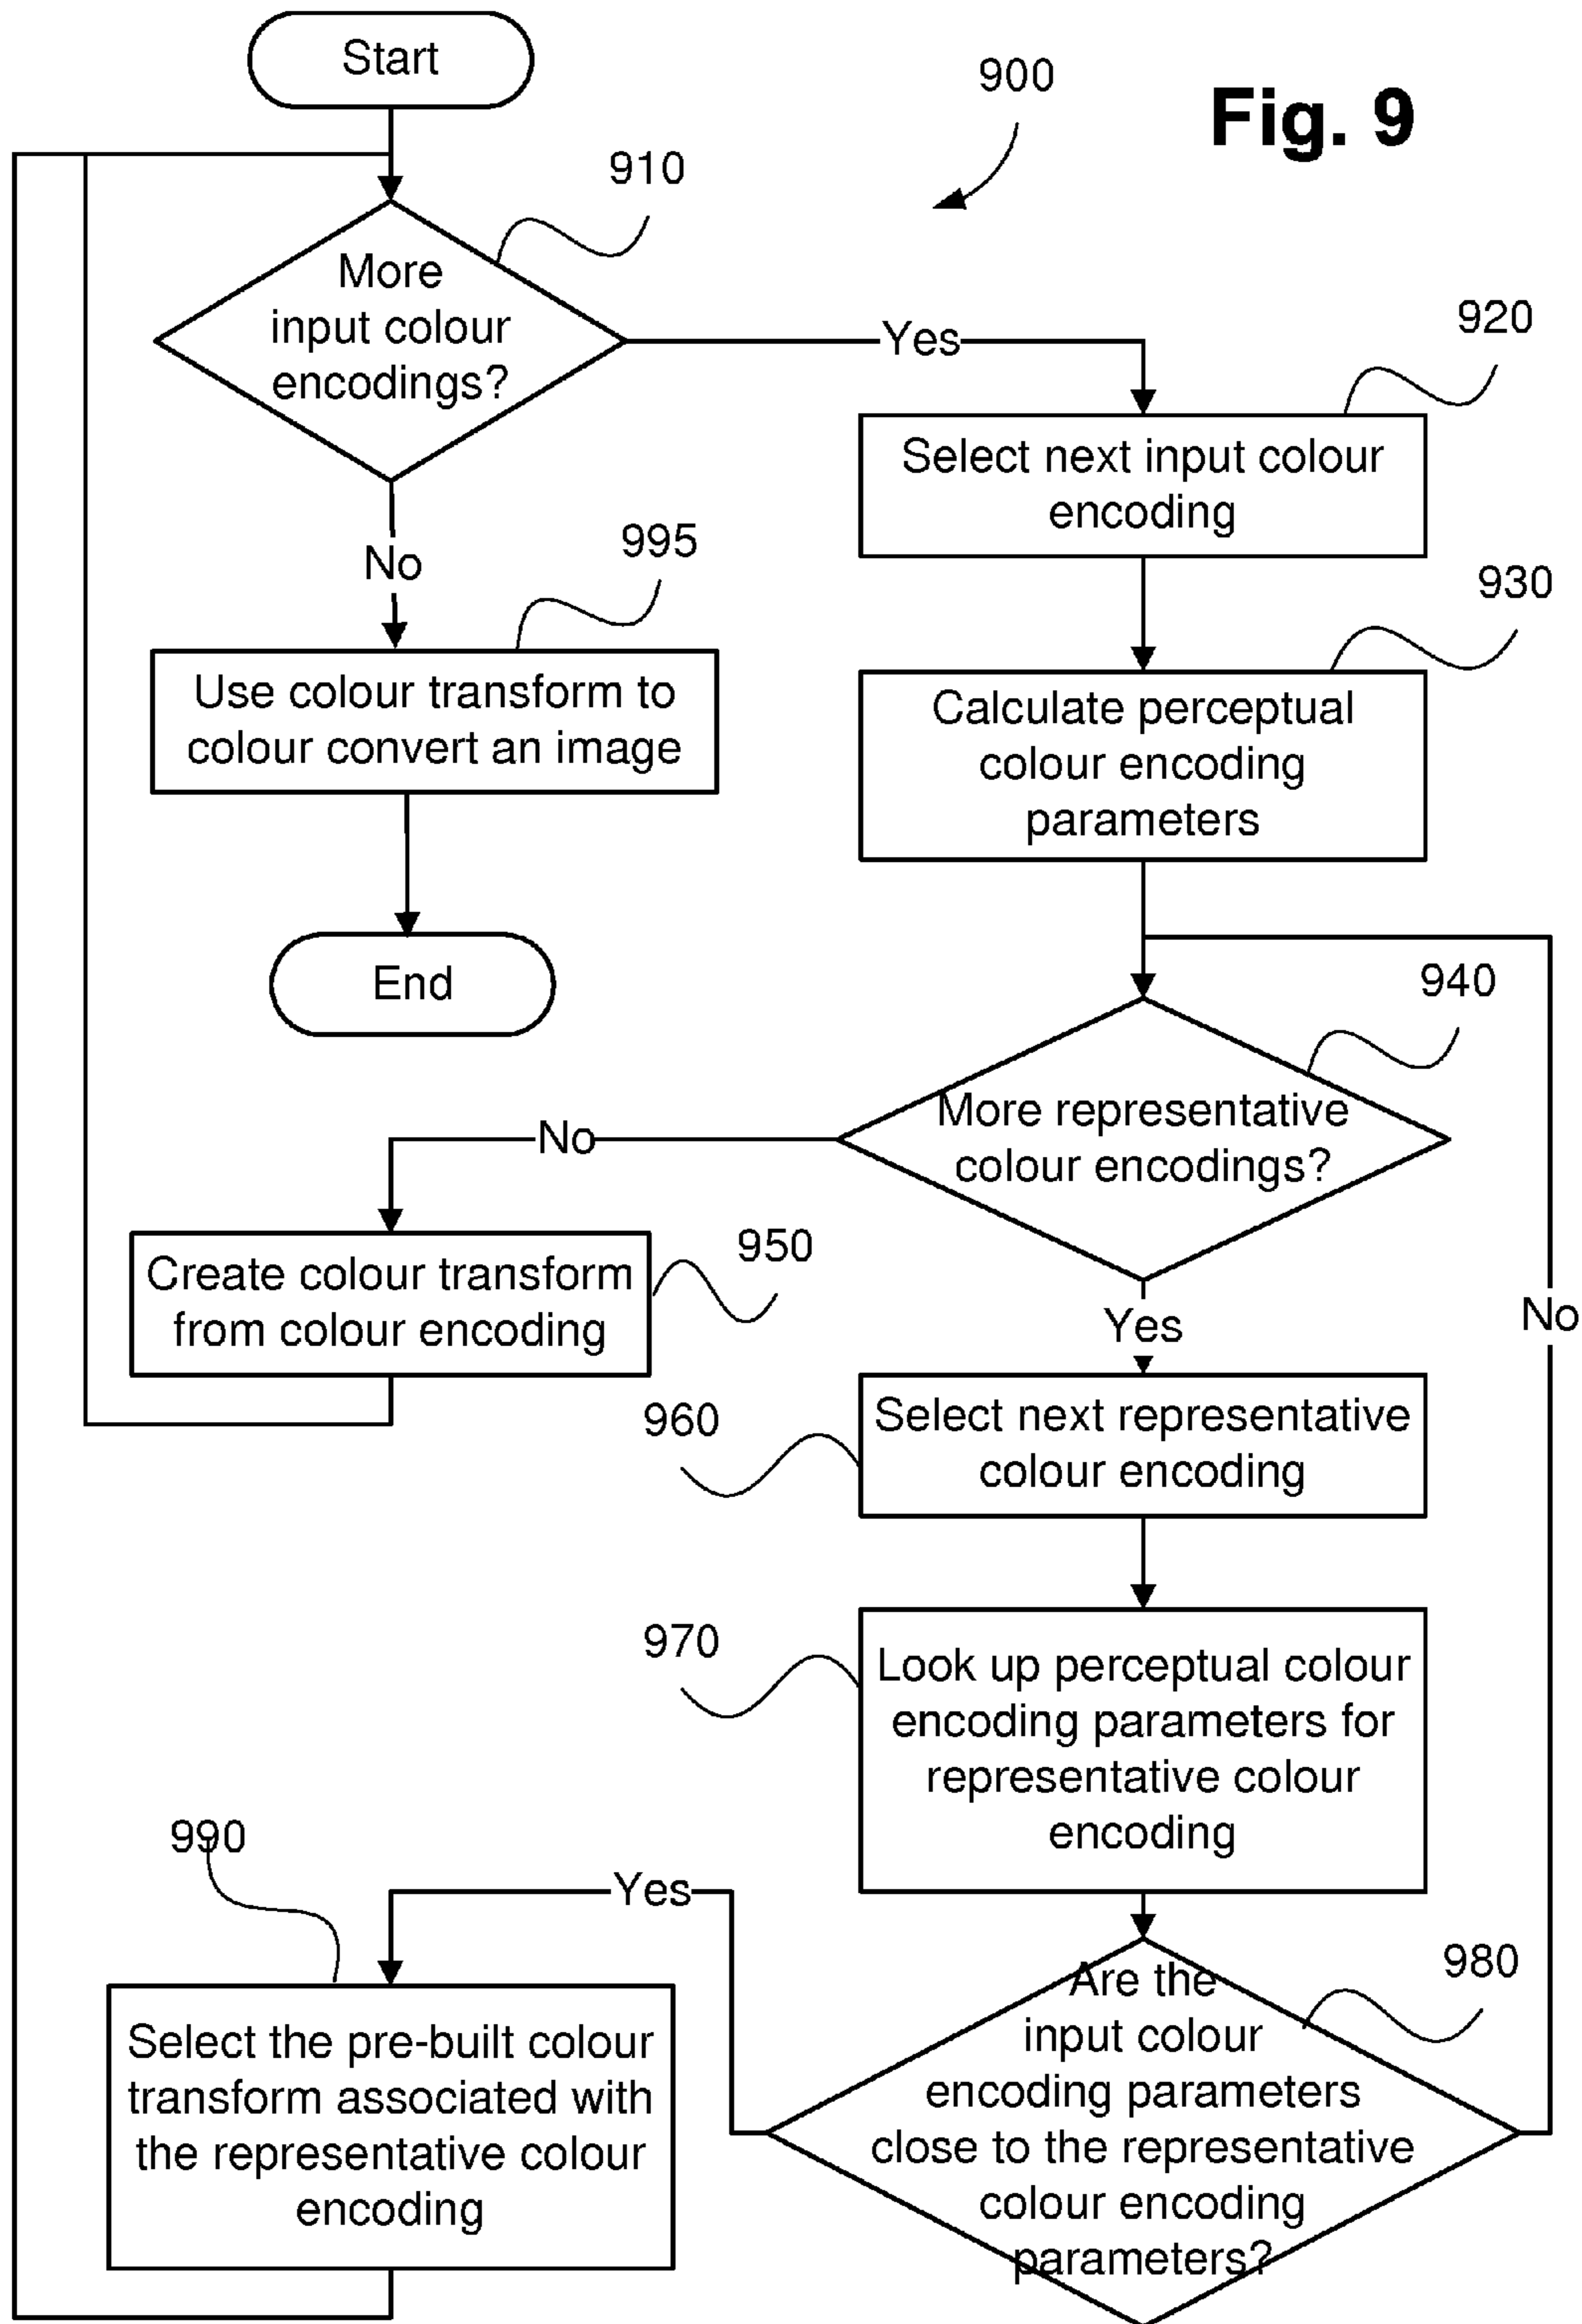 Start
900
Fig. 9
910
More
input colour
encodings?
Yes
920
Select next input colour
encoding
No
995
930
Use colour transform to
colour convert an image
Calculate perceptual
colour encoding
parameters
End
940
More representative
colour encodings?
No
950
Create colour transform
from colour encoding
Yes
No
960
Select next representative
colour encoding
970
Look up perceptual colour
encoding parameters for
representative colour
encoding
990
Yes
980
Are the
input colour
encoding parameters
close to the representative
colour encoding
parameters?
Select the pre-built colour
transform associated with
the representative colour
encoding